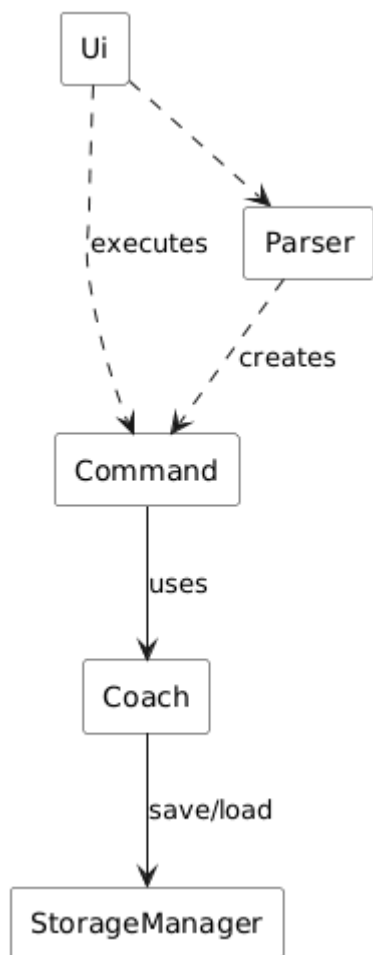 Ui
executes
Parser
creates
Command
uses
Coach
save/load
StorageManager